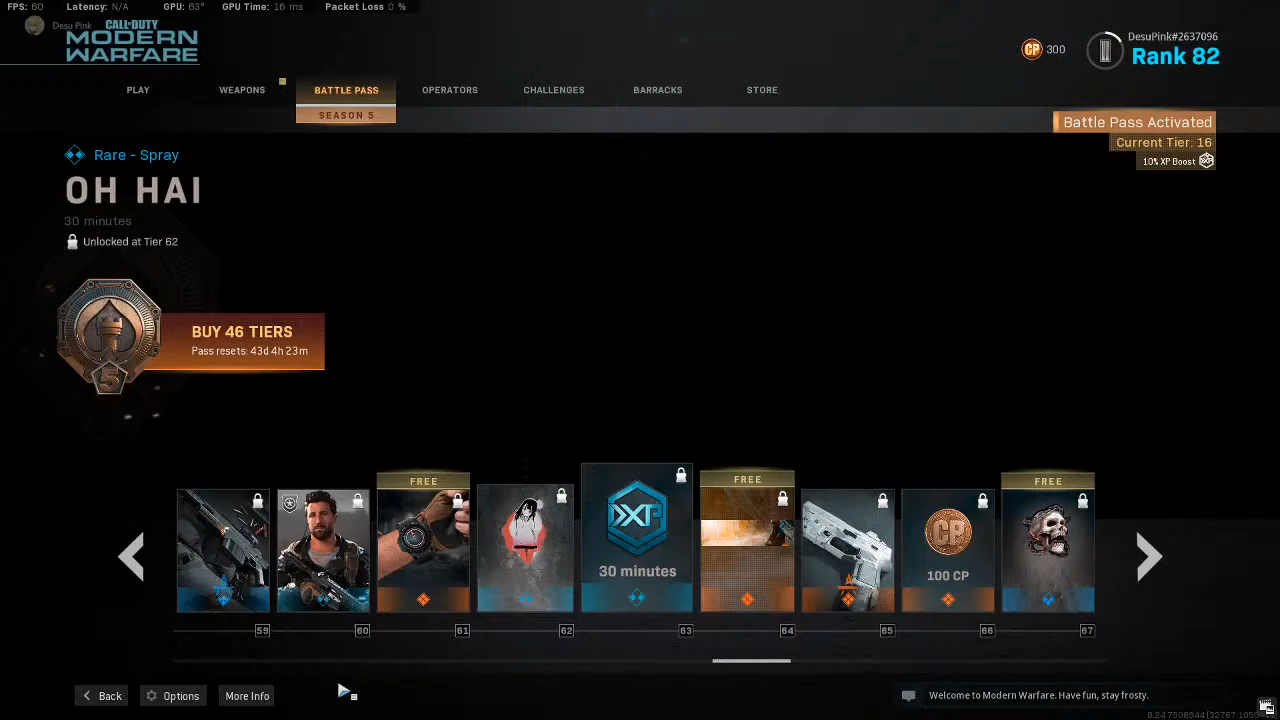 FPS: 60 Latency: N/A GPU: 63° GPU Time: 16 ms Packet Loss 0 %
Desu Pink
CALL·DUTY
MODERN
WARFARE
CP 300
DesuPink#2637096
Rank 82
PLAY
WEAPONS
BATTLE PASS
OPERATORS
CHALLENGES
BARRACKS
STORE
SEASON 5
Battle Pass Activated
Current Tier: 16
10% XP Boost
Rare - Spray
OH HAI
30 minutes
Unlocked at Tier 62
BUY 46 TIERS
Pass resets: 43d 4h 23m
5
FREE
FREE
FREE
2XP
30 minutes
CP
100 CP
59 60 61 62 63 64 65 66 67
Back
Options
More Info
Welcome to Modern Warfare. Have fun, stay frosty.